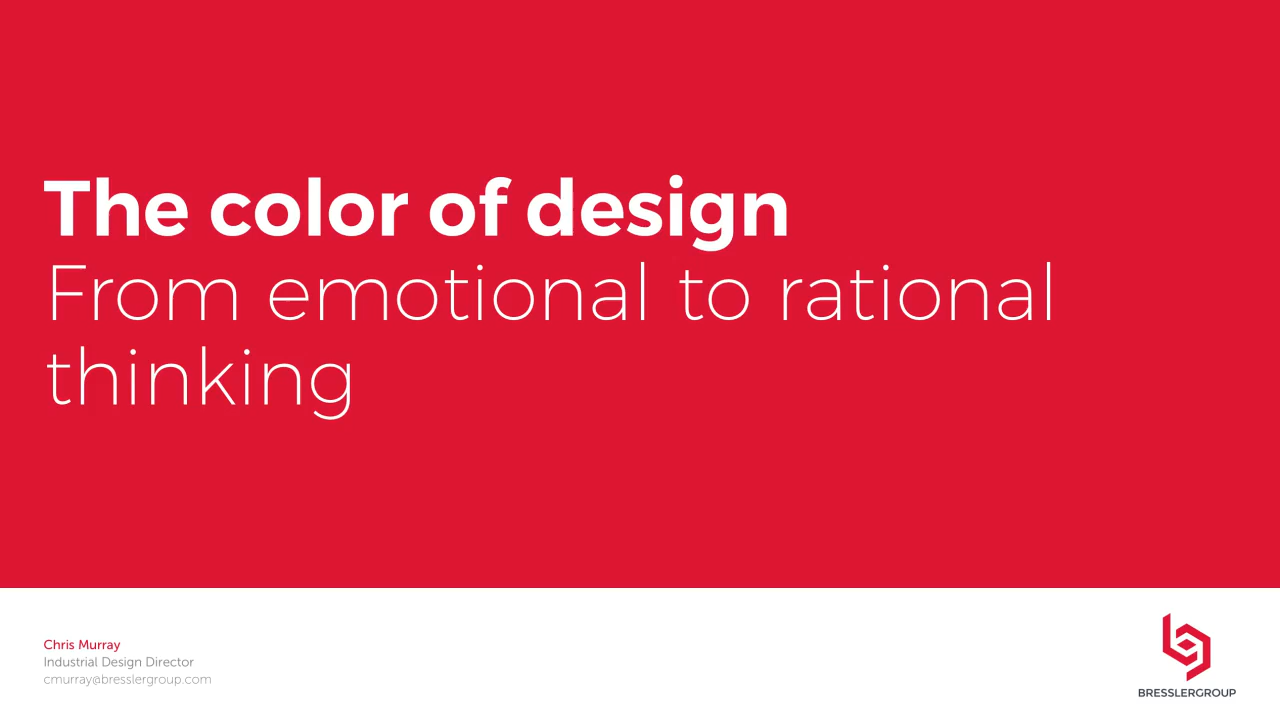 The color of design
From emotional to rational
thinking
Chris Murray
Industrial Design Director
cmurray@bresslergroup.com
BRESSLERGROUP